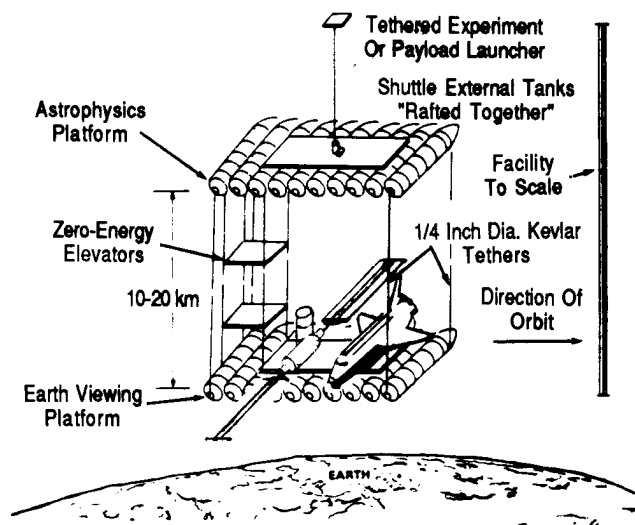 Tethered Experiment
Or Payload Launcher
Shuttle External Tanks
"Rafted Together"
Astrophysics
Platform
Facility
To Scale
Zero-Energy
Elevators
1/4 Inch Dia. Kevlar
Tethers
10-20 km
Direction Of
Orbit
Earth Viewing
Platform
EARTH